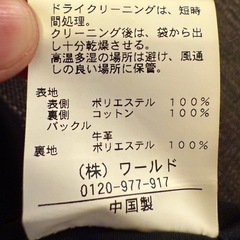 ドライクリーニングは、短時
間処理。
クリーニング後は、袋から出
し十分乾燥させる。
高温多湿の場所は避け、風通
しの良い場所に保管。
表地
表側 ポリエステル 100%
裏側 コットン 100%
バックル
牛革
裏地 ポリエステル 100%
(株)ワールド
0120-977-917
中国製